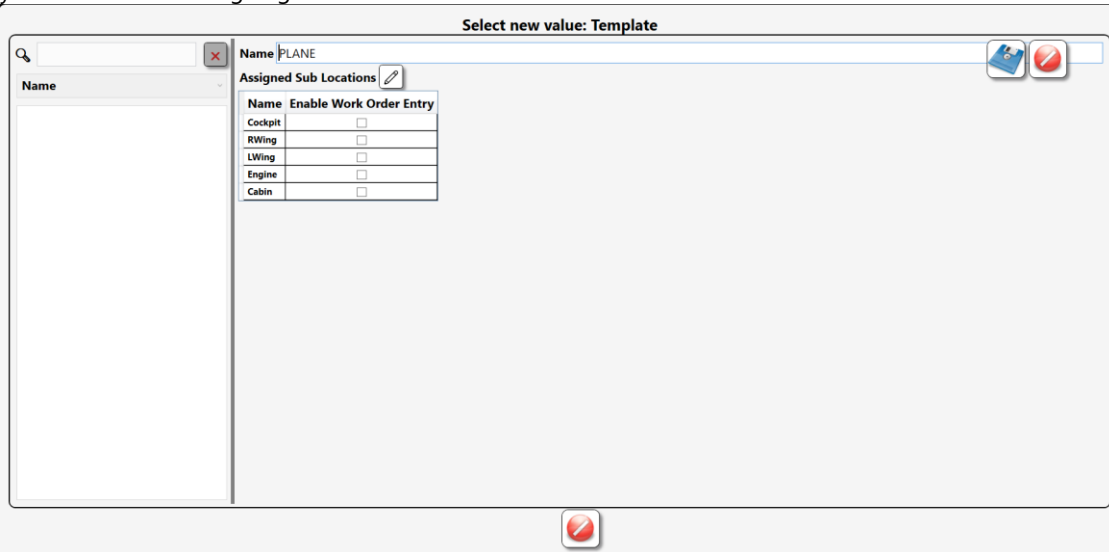 Select new value: Template
Name PLANE
Name
Assigned Sub Locations
Name Enable Work Order Entry
Cockpit
RWing
LWing
Engine
Cabin